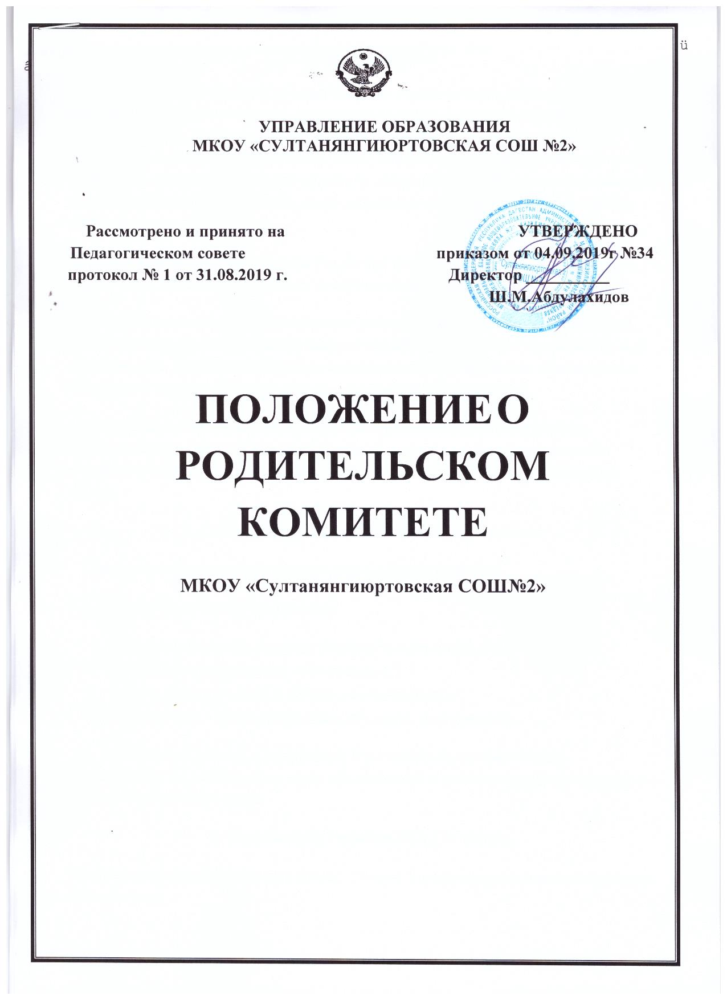 УПРАВЛЕНИЕ ОБРАЗОВАНИЯ
МКОУ «СУЛТАНЯНГИЮРТОВСКАЯ СОШ №2»
Рассмотрено и принято на
Педагогическом совете
протокол № 1 от 31.08.2019 г.
УТВЕРЖДЕНО
приказом от 04.09.2019г №34
Директор __________
Ш.М.Абдулахидов
ПОЛОЖЕНИЕ О
РОДИТЕЛЬСКОМ
КОМИТЕТЕ
МКОУ «Султанянгиюртовская СОШ№2»